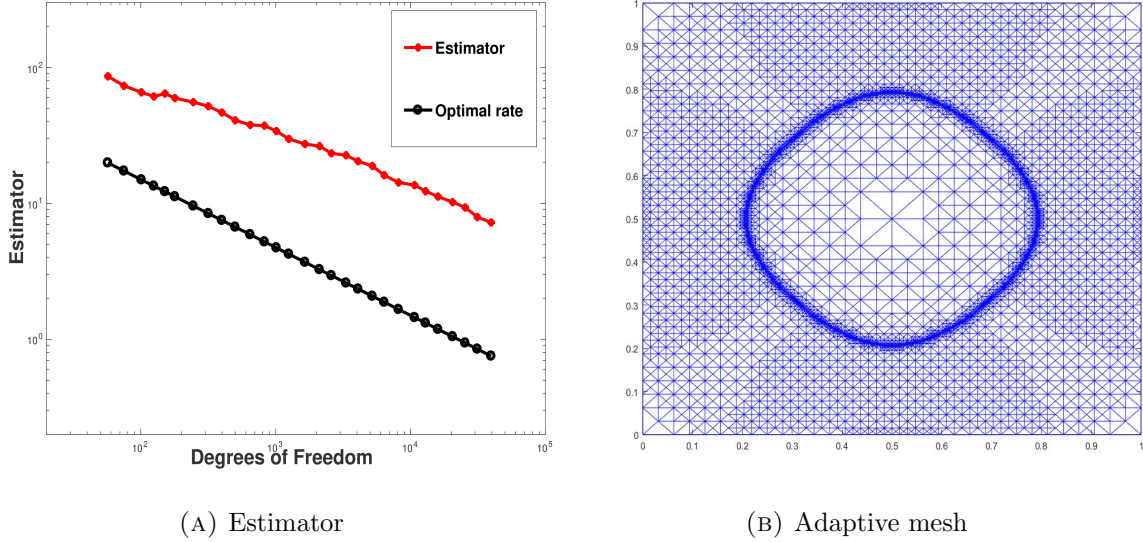 Estimator
Optimal rate
10^2
10^1
10^0
Estimator
10^2
10^3
10^4
10^5
Degrees of Freedom
(A) Estimator
1
0.9
0.8
0.7
0.6
0.5
0.4
0.3
0.2
0.1
0
0 0.1 0.2 0.3 0.4 0.5 0.6 0.7 0.8 0.9 1
(B) Adaptive mesh